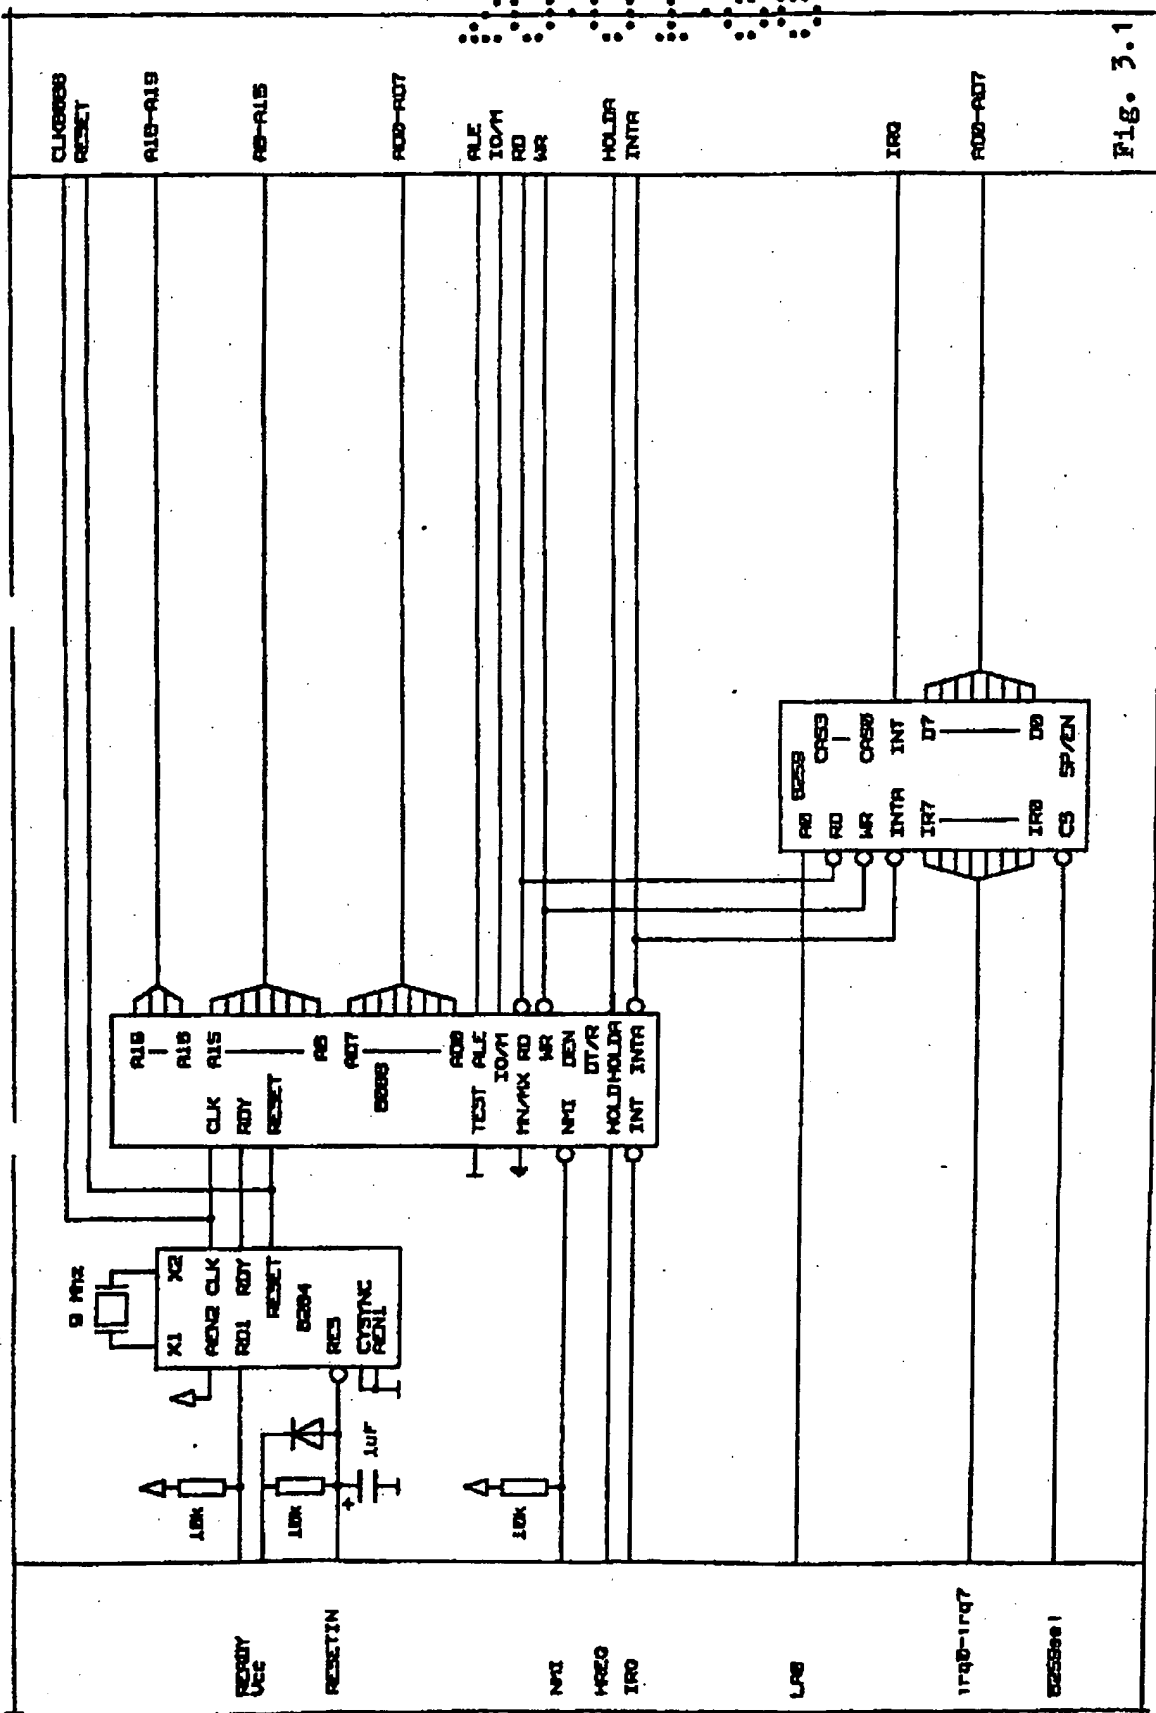 CLK8088
RESET
A16-A19
A8-A15
AD0-AD7
ALE
IO/M
RD
WR
HOLDA
INTA
IRQ
AD0-AD7
Fig. 3.1
9 Mhz
X1 X2
AEN2 CLK
RD1 RDY
RESET
8284
RES
CYSYNC
AEN1
10K
10K
1uF
10K
A19
A16
CLK A15
RDY
RESET A8
AD7
8088
AD0
TEST ALE
IO/M
MN/MX RD
WR
NMI DEN
DT/R
HOLD HOLDA
INT INTA
8259
A0 CAS3
RD
WR CAS0
INTA INT
IR7 D7
IR0 D0
CS SP/EN
READY
Vcc
RESETIN
NMI
HREQ
IRQ
LA0
irq0-irq7
8259sel